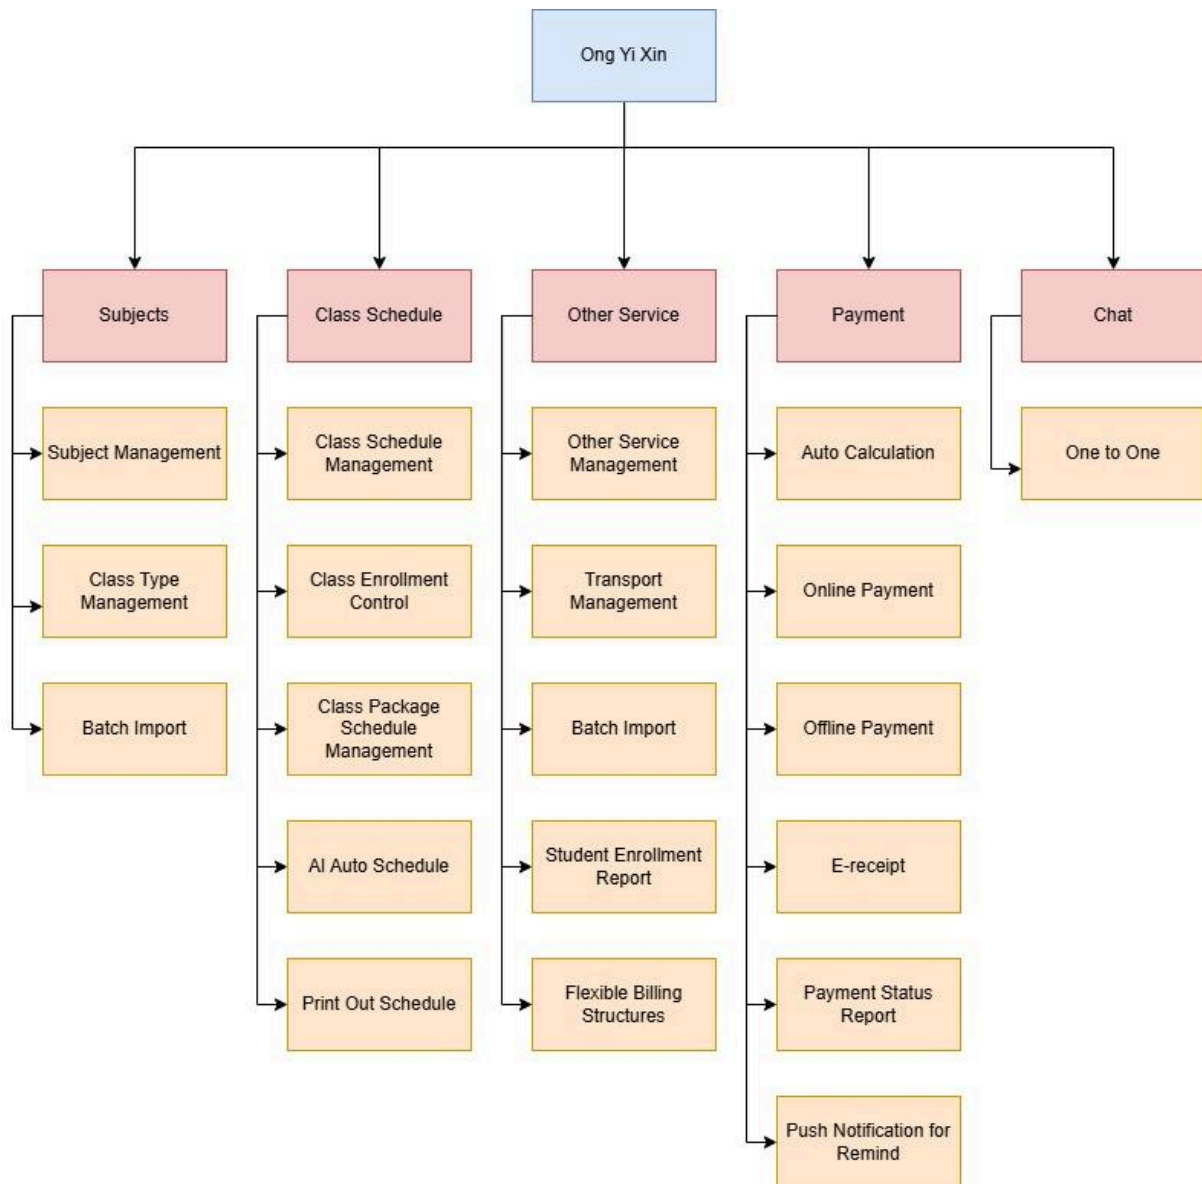 Ong Yi Xin
Subjects
Class Schedule
Other Service
Payment
Chat
Subject Management
Class Schedule
Management
Other Service
Management
Auto Calculation
One to One
Class Type
Management
Class Enrollment
Control
Transport
Management
Online Payment
Batch Import
Class Package
Schedule
Management
Batch Import
Offline Payment
AI Auto Schedule
Student Enrollment
Report
E-receipt
Print Out Schedule
Flexible Billing
Structures
Payment Status
Report
Push Notification for
Remind